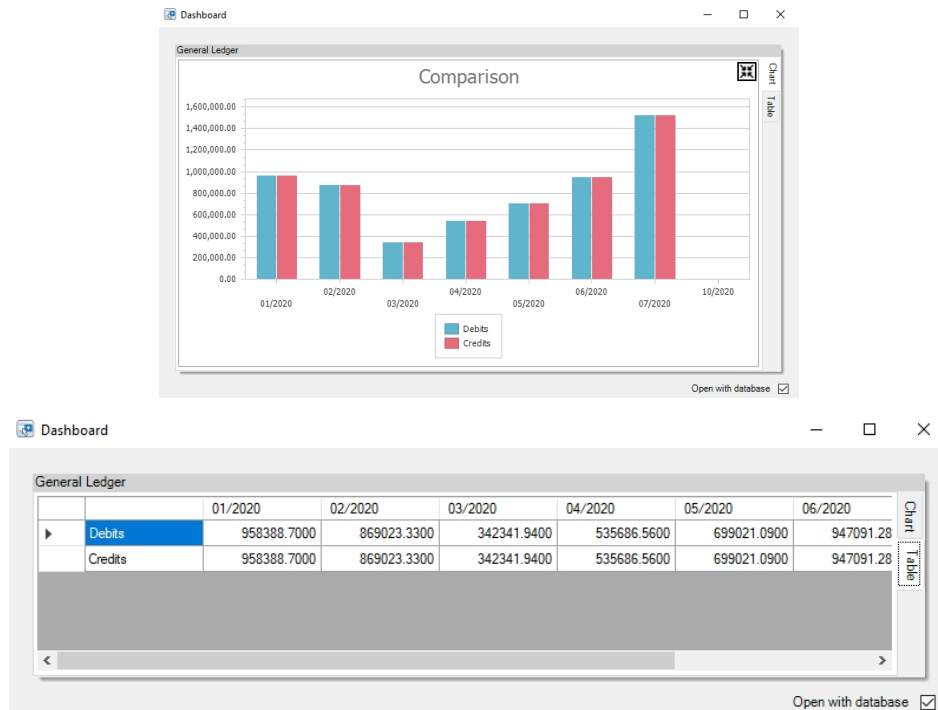 Dashboard
General Ledger
Comparison
Chart
Table
1,600,000.00
1,400,000.00
1,200,000.00
1,000,000.00
800,000.00
600,000.00
400,000.00
200,000.00
0.00
01/2020 02/2020 03/2020 04/2020 05/2020 06/2020 07/2020 10/2020
Debits
Credits
Open with database
Dashboard
General Ledger
01/2020 02/2020 03/2020 04/2020 05/2020 06/2020
Debits 958388.7000 869023.3300 342341.9400 535686.5600 699021.0900 947091.28
Credits 958388.7000 869023.3300 342341.9400 535686.5600 699021.0900 947091.28
Chart
Table
Open with database